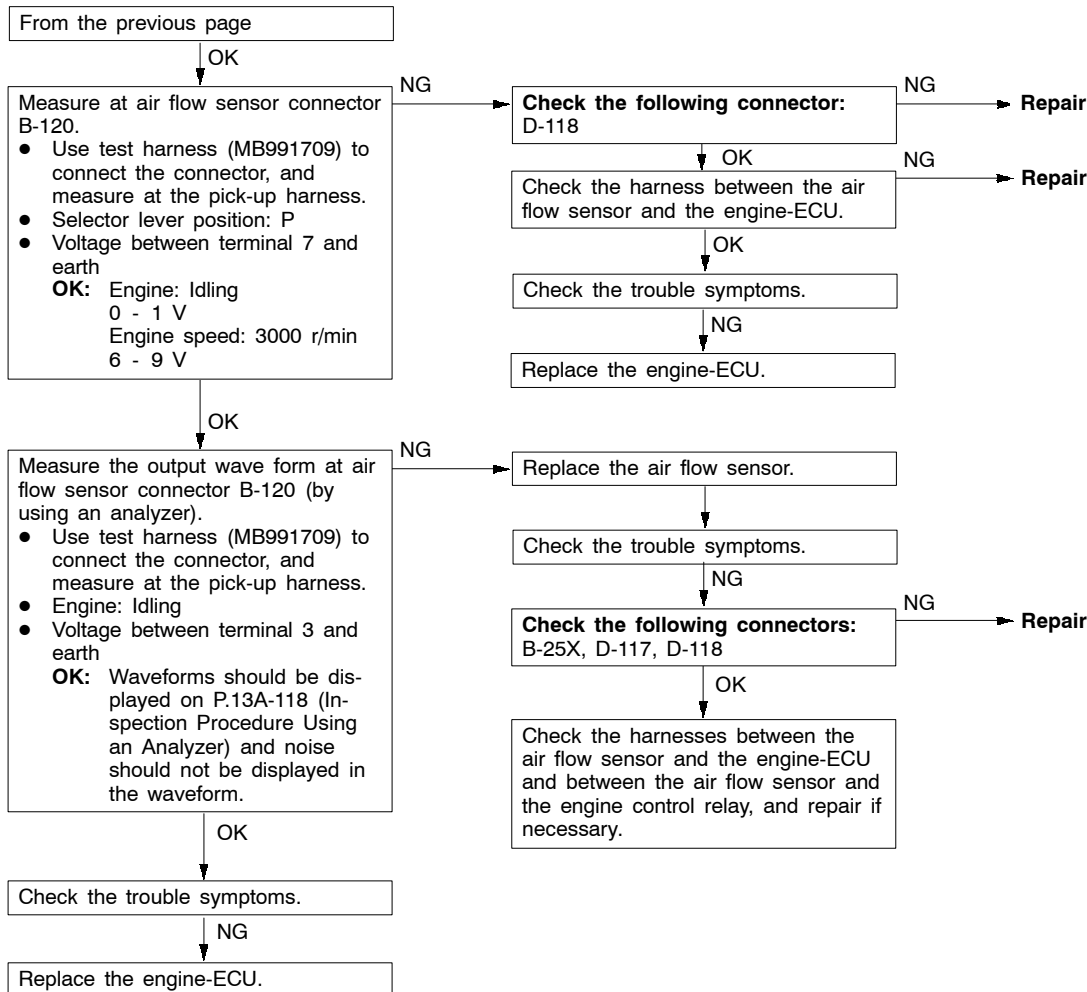 From the previous page
OK
Measure at air flow sensor connector
B-120.
● Use test harness (MB991709) to
connect the connector, and
measure at the pick-up harness.
● Selector lever position: P
● Voltage between terminal 7 and
earth
OK: Engine: Idling
0 - 1 V
Engine speed: 3000 r/min
6 - 9 V
NG
Check the following connector:
D-118
NG
Repair
OK
Check the harness between the air
flow sensor and the engine-ECU.
NG
Repair
OK
Check the trouble symptoms.
NG
Replace the engine-ECU.
OK
Measure the output wave form at air
flow sensor connector B-120 (by
using an analyzer).
● Use test harness (MB991709) to
connect the connector, and
measure at the pick-up harness.
● Engine: Idling
● Voltage between terminal 3 and
earth
OK: Waveforms should be dis-
played on P.13A-118 (In-
spection Procedure Using
an Analyzer) and noise
should not be displayed in
the waveform.
NG
Replace the air flow sensor.
Check the trouble symptoms.
NG
Check the following connectors:
B-25X, D-117, D-118
NG
Repair
OK
Check the harnesses between the
air flow sensor and the engine-ECU
and between the air flow sensor and
the engine control relay, and repair if
necessary.
OK
Check the trouble symptoms.
NG
Replace the engine-ECU.